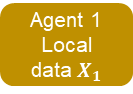 Agent 1
Local
data X₁